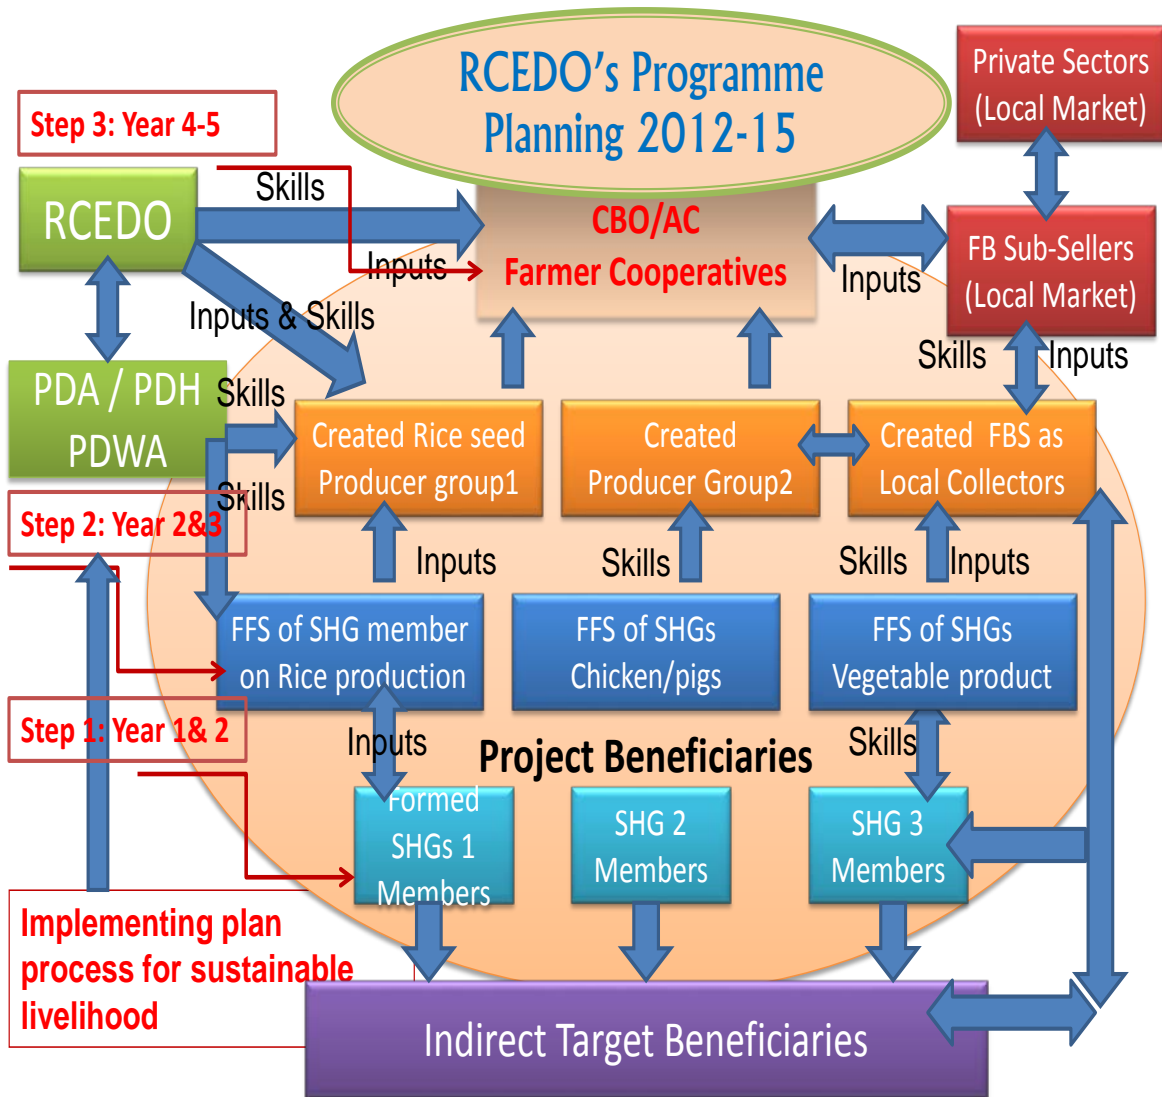 RCEDO's Programme
Planning 2012-15
Private Sectors
(Local Market)
Step 3: Year 4-5
Skills
RCEDO
CBO/AC
Farmer Cooperatives
Inputs
Inputs
FB Sub-Sellers
(Local Market)
Inputs & Skills
Skills
Inputs
PDA / PDH
PDWA
Skills
Created Rice seed
Producer group1
Created
Producer Group2
Created FBS as
Local Collectors
Skills
Step 2: Year 2&3
Inputs
Skills
Skills
Inputs
FFS of SHG member
on Rice production
FFS of SHGs
Chicken/pigs
FFS of SHGs
Vegetable product
Step 1: Year 1& 2
Inputs
Project Beneficiaries
Skills
Formed
SHGs 1
Members
SHG 2
Members
SHG 3
Members
Implementing plan
process for sustainable
livelihood
Indirect Target Beneficiaries